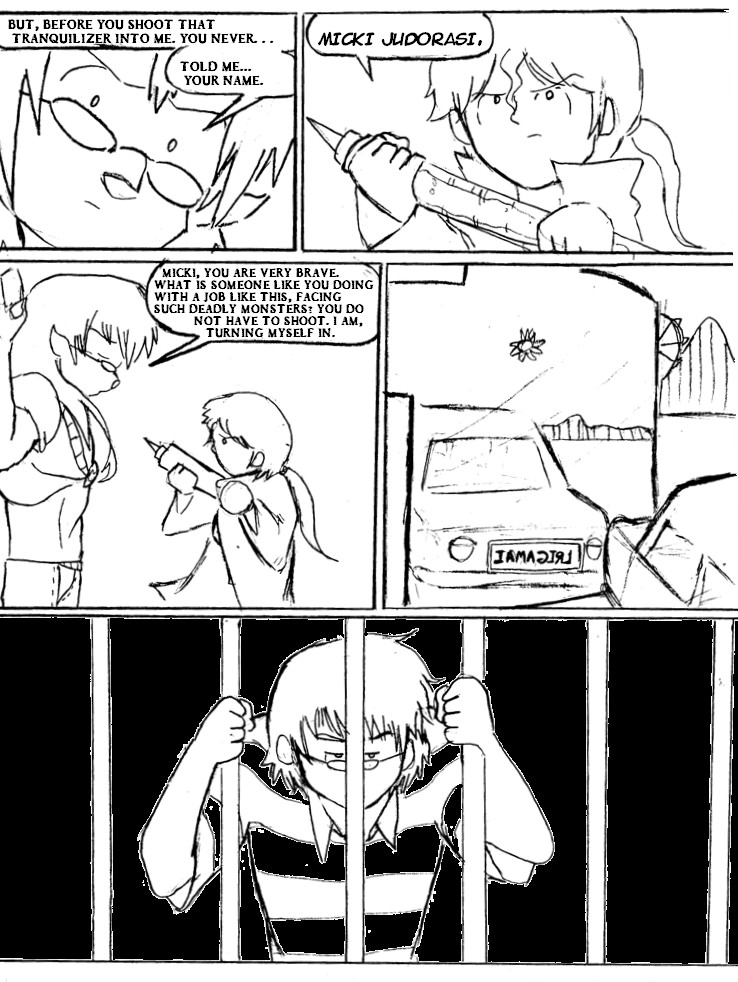 BUT, BEFORE YOU SHOOT THAT
TRANQUILIZER INTO ME. YOU NEVER. . .
TOLD ME...
YOUR NAME.
MICKI JUDORASI.
MICKI, YOU ARE VERY BRAVE.
WHAT IS SOMEONE LIKE YOU DOING
WITH A JOB LIKE THIS, FACING
SUCH DEADLY MONSTERS? YOU DO
NOT HAVE TO SHOOT. I AM,
TURNING MYSELF IN.
LRIGAMAI